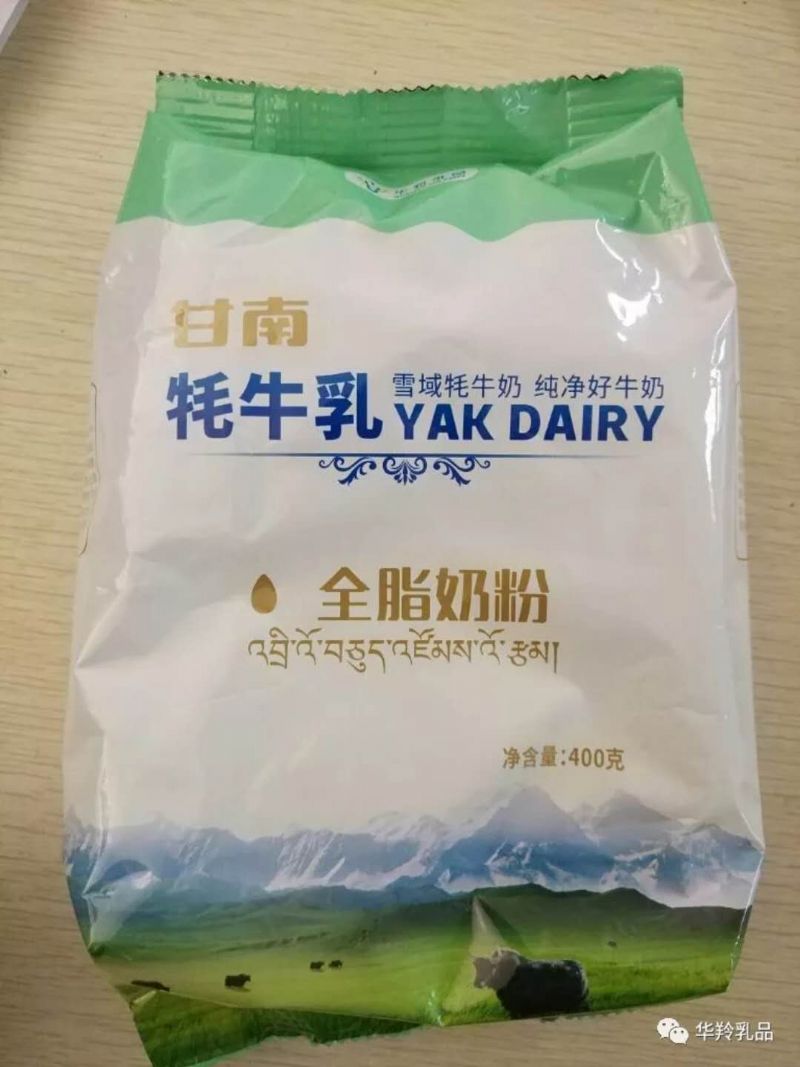 甘南
牦牛乳
雪域牦牛奶 纯净好牛奶
YAK DAIRY
全脂奶粉
འབྲི་འོ་བཅུད་འཛོམས་འོ་རྩམ།
净含量:400克
华羚乳品